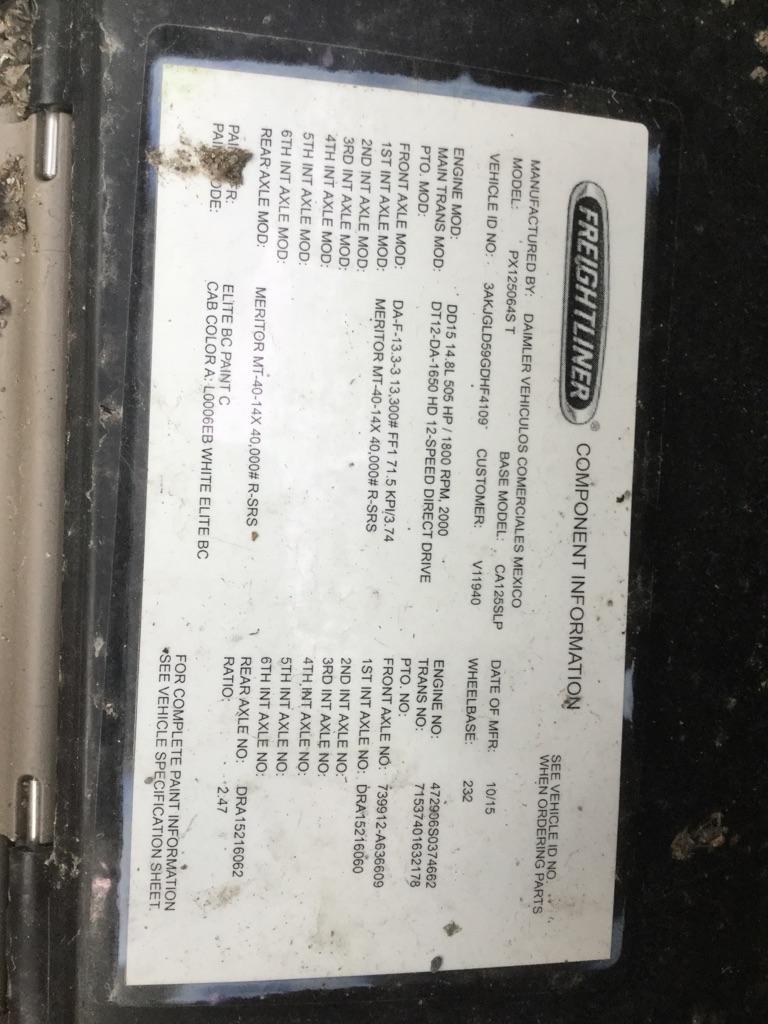 FREIGHTLINER® COMPONENT INFORMATION
SEE VEHICLE ID NO.
WHEN ORDERING PARTS
MANUFACTURED BY: DAIMLER VEHICULOS COMERCIALES MEXICO
MODEL: PX125064S T BASE MODEL: CA125SLP DATE OF MFR: 10/15
VEHICLE ID NO: 3AKJGLD59GDHF4109 CUSTOMER: V11940 WHEELBASE: 232
ENGINE MOD: DD15 14.8L 505 HP / 1800 RPM, 2000 ENGINE NO: 472906S0374662
MAIN TRANS MOD: DT12-DA-1650 HD 12-SPEED DIRECT DRIVE TRANS NO: 71537401632178
PTO. MOD: PTO. NO:
FRONT AXLE MOD: DA-F-13.3-3 13,300# FF1 71.5 KPI/3.74 FRONT AXLE NO: 739912-A636609
1ST INT AXLE MOD: MERITOR MT-40-14X 40,000# R-SRS 1ST INT AXLE NO: DRA15216060
2ND INT AXLE MOD: 2ND INT AXLE NO:
3RD INT AXLE MOD: 3RD INT AXLE NO:
4TH INT AXLE MOD: 4TH INT AXLE NO:
5TH INT AXLE MOD: 5TH INT AXLE NO:
6TH INT AXLE MOD: 6TH INT AXLE NO:
REAR AXLE MOD: MERITOR MT-40-14X 40,000# R-SRS REAR AXLE NO: DRA15216062
RATIO: 2.47
ELITE BC PAINT C
CAB COLOR A: L0006EB WHITE ELITE BC
FOR COMPLETE PAINT INFORMATION
SEE VEHICLE SPECIFICATION SHEET.